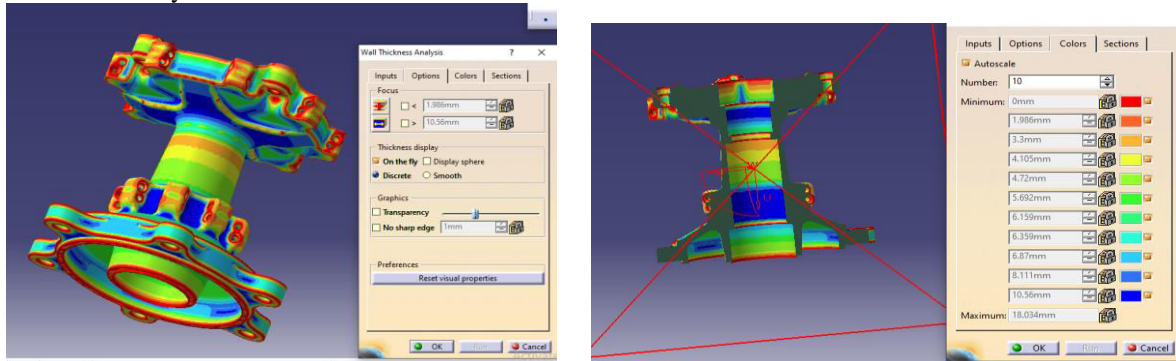 Wall Thickness Analysis ? ×
Inputs Options Colors Sections
Focus
< 1.986mm
> 10.56mm
Thickness display
On the fly Display sphere
Discrete Smooth
Graphics
Transparency
No sharp edge 1mm
Preferences
Reset visual properties
OK Run Cancel
Inputs Options Colors Sections
Autoscale
Number: 10
Minimum: 0mm
1.986mm
3.3mm
4.105mm
4.72mm
5.692mm
6.159mm
6.359mm
6.87mm
8.111mm
10.56mm
Maximum: 18.034mm
OK Run Cancel